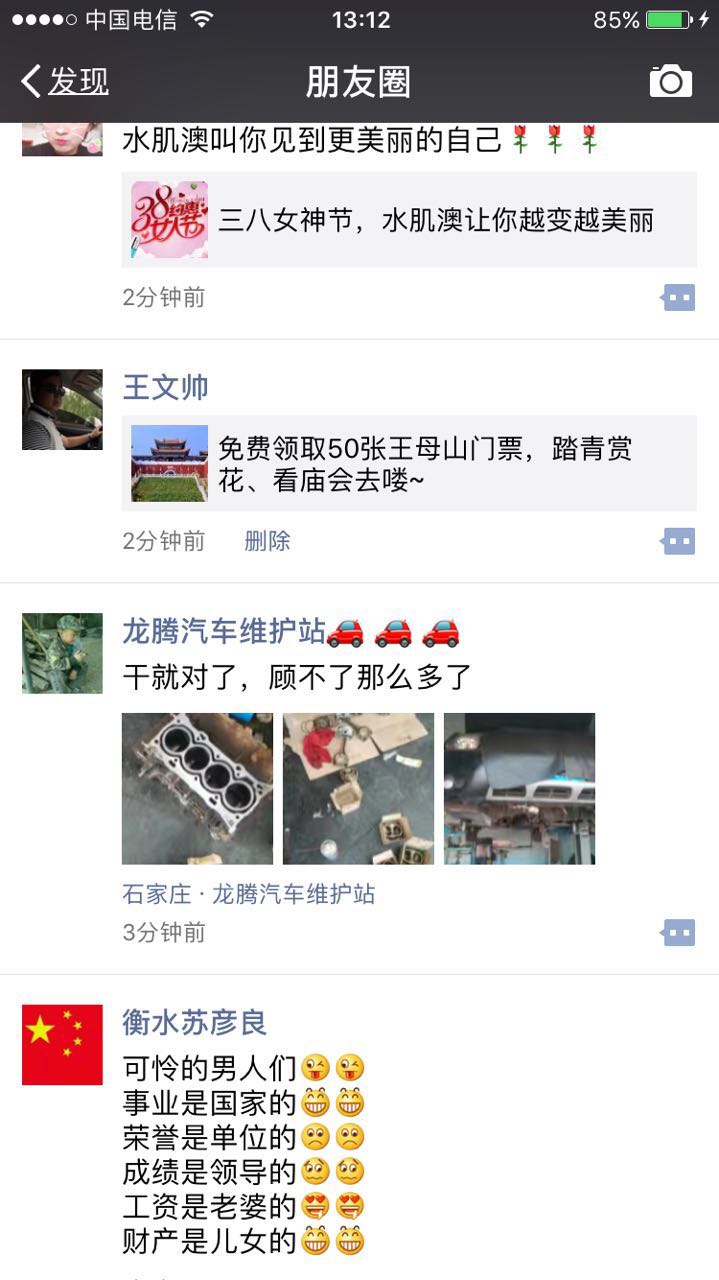 中国电信
13:12
85%
发现
朋友圈
水肌澳叫你见到更美丽的自己🌹🌹🌹
38约惠
女人节
三八女神节，水肌澳让你越变越美丽
2分钟前
王文帅
免费领取50张王母山门票，踏青赏
花、看庙会去喽~
2分钟前 删除
龙腾汽车维护站🚗🚗🚗
干就对了，顾不了那么多了
石家庄 · 龙腾汽车维护站
3分钟前
衡水苏彦良
可怜的男人们😜😜
事业是国家的😁😁
荣誉是单位的🙁🙁
成绩是领导的😖😖
工资是老婆的😍😍
财产是儿女的😁😁